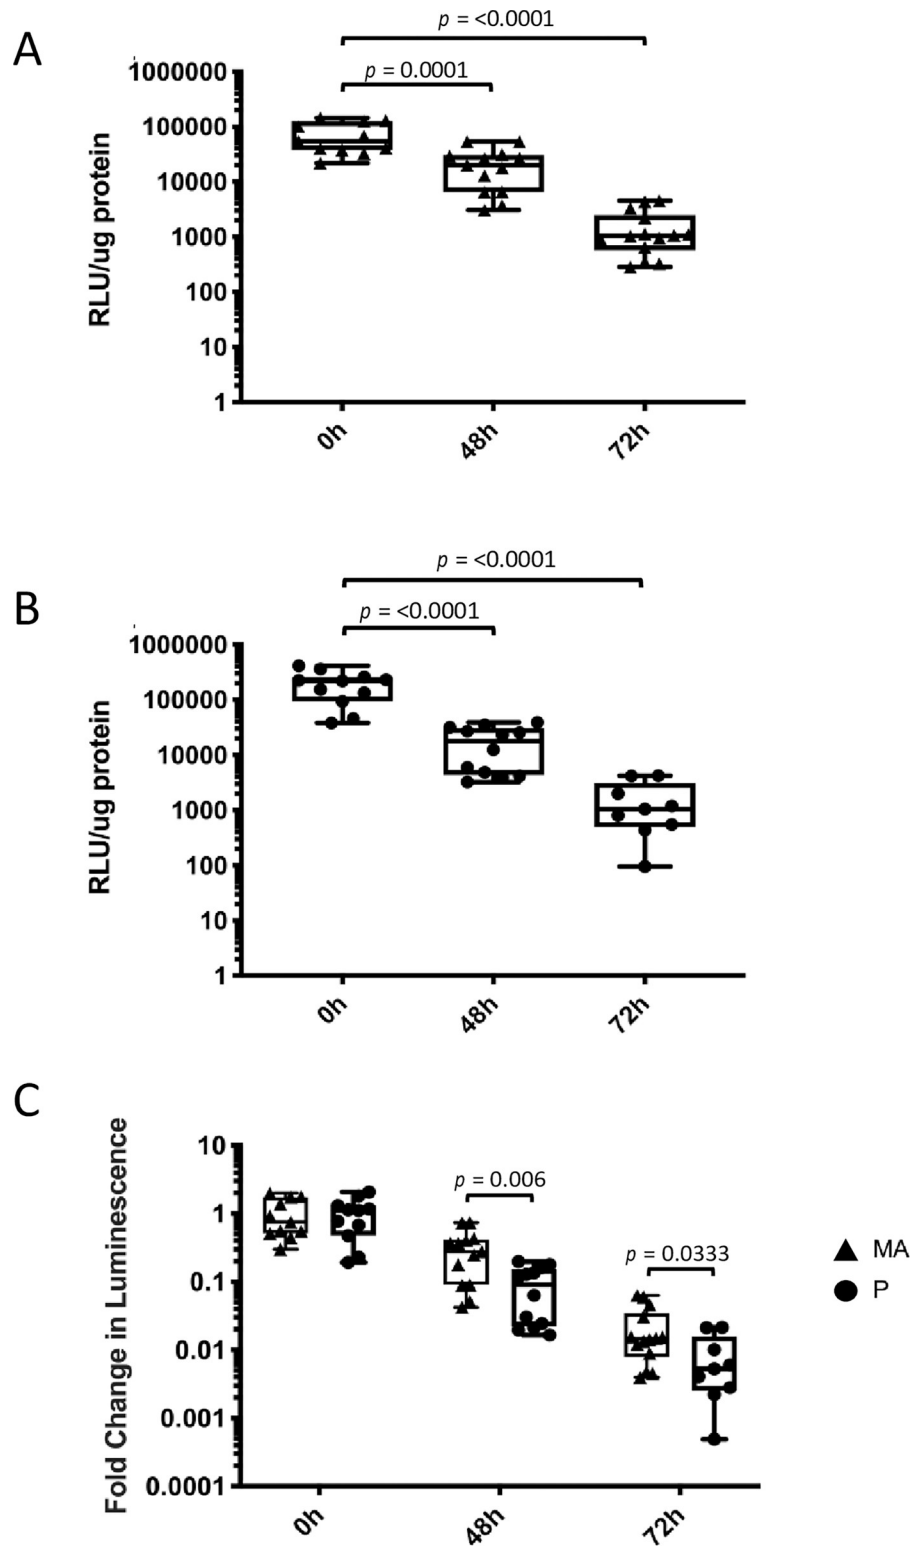 A
p = <0.0001
p = 0.0001
1000000
100000
10000
1000
100
10
1
RLU/ug protein
0h
48h
72h
B
p = <0.0001
p = <0.0001
1000000
100000
10000
1000
100
10
1
RLU/ug protein
0h
48h
72h
C
10
1
0.1
0.01
0.001
0.0001
Fold Change in Luminescence
p = 0.006
p = 0.0333
MA
P
0h
48h
72h